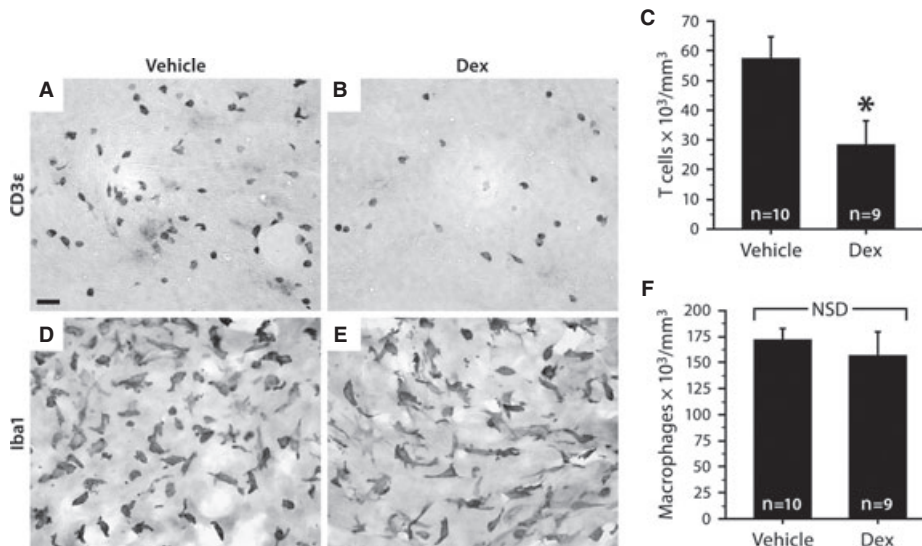 Vehicle
Dex
A
B
CD3ε
D
E
Iba1
C
T cells × 10³/mm³
70
60
50
40
30
20
10
0
*
n=10
n=9
Vehicle
Dex
F
Macrophages × 10³/mm³
200
175
150
125
100
75
50
25
0
NSD
n=10
n=9
Vehicle
Dex